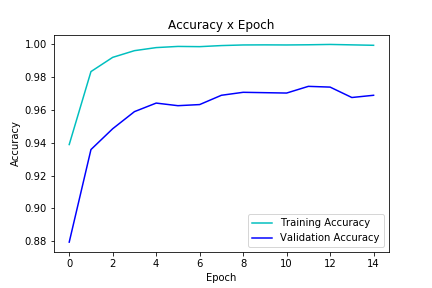 Accuracy x Epoch
1.00
0.98
0.96
0.94
0.92
0.90
0.88
Accuracy
Training Accuracy
Validation Accuracy
0 2 4 6 8 10 12 14
Epoch